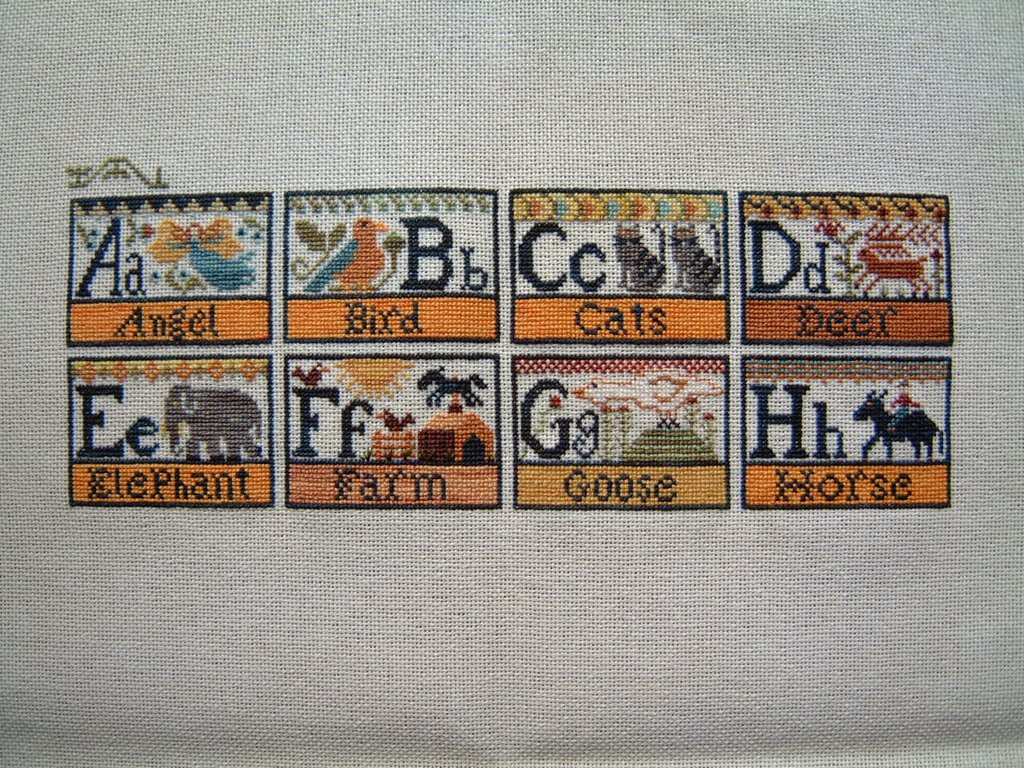 Aa
Angel
Bb
Bird
Cc
Cats
Dd
Deer
Ee
Elephant
Ff
Farm
Gg
Goose
Hh
Horse